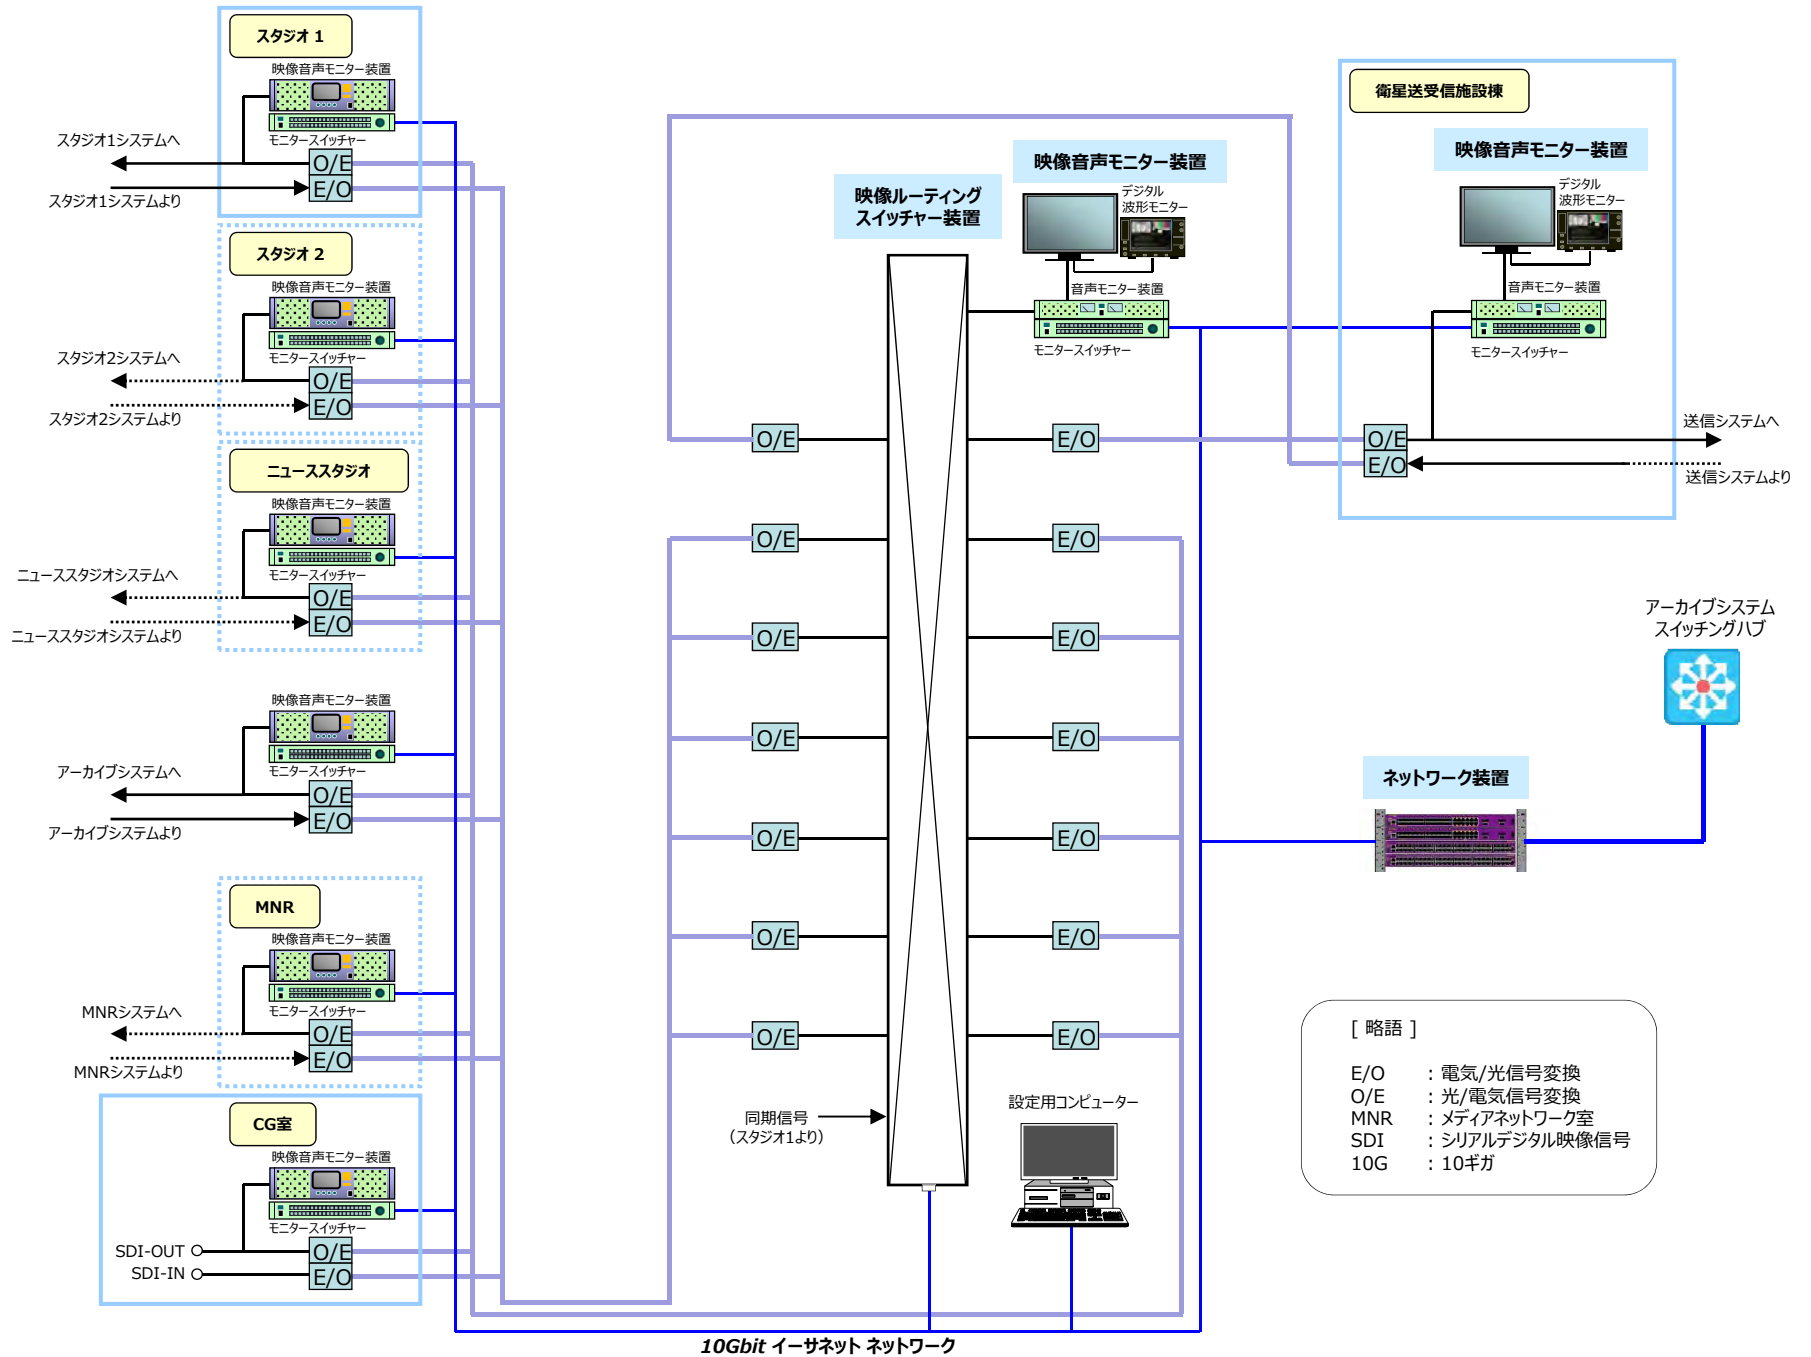 スタジオ 1
映像音声モニター装置
モニタースイッチャー
スタジオ1システムへ
O/E
E/O
スタジオ1システムより
スタジオ 2
映像音声モニター装置
モニタースイッチャー
スタジオ2システムへ
O/E
E/O
スタジオ2システムより
ニューススタジオ
映像音声モニター装置
モニタースイッチャー
ニューススタジオシステムへ
O/E
E/O
ニューススタジオシステムより
映像音声モニター装置
モニタースイッチャー
アーカイブシステムへ
O/E
E/O
アーカイブシステムより
MNR
映像音声モニター装置
モニタースイッチャー
MNRシステムへ
O/E
E/O
MNRシステムより
CG室
映像音声モニター装置
モニタースイッチャー
SDI-OUT
O/E
SDI-IN
E/O
映像ルーティング
スイッチャー装置
映像音声モニター装置
デジタル
波形モニター
音声モニター装置
モニタースイッチャー
O/E
E/O
O/E
E/O
O/E
E/O
O/E
E/O
O/E
E/O
O/E
E/O
O/E
E/O
同期信号
(スタジオ1より)
設定用コンピューター
10Gbit イーサネット ネットワーク
衛星送受信施設棟
映像音声モニター装置
デジタル
波形モニター
音声モニター装置
モニタースイッチャー
O/E
E/O
送信システムへ
送信システムより
アーカイブシステム
スイッチングハブ
ネットワーク装置
[ 略語 ]
E/O : 電気/光信号変換
O/E : 光/電気信号変換
MNR : メディアネットワーク室
SDI : シリアルデジタル映像信号
10G : 10ギガ